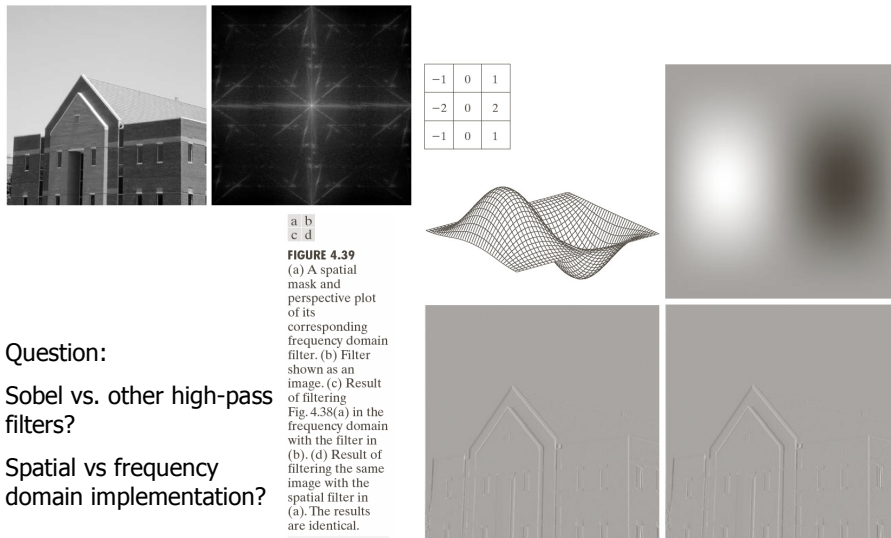 −1 0 1
−2 0 2
−1 0 1
a b
c d
FIGURE 4.39
(a) A spatial
mask and
perspective plot
of its
corresponding
frequency domain
filter. (b) Filter
shown as an
image. (c) Result
of filtering
Fig. 4.38(a) in the
frequency domain
with the filter in
(b). (d) Result of
filtering the same
image with the
spatial filter in
(a). The results
are identical.
Question:
Sobel vs. other high-pass
filters?
Spatial vs frequency
domain implementation?